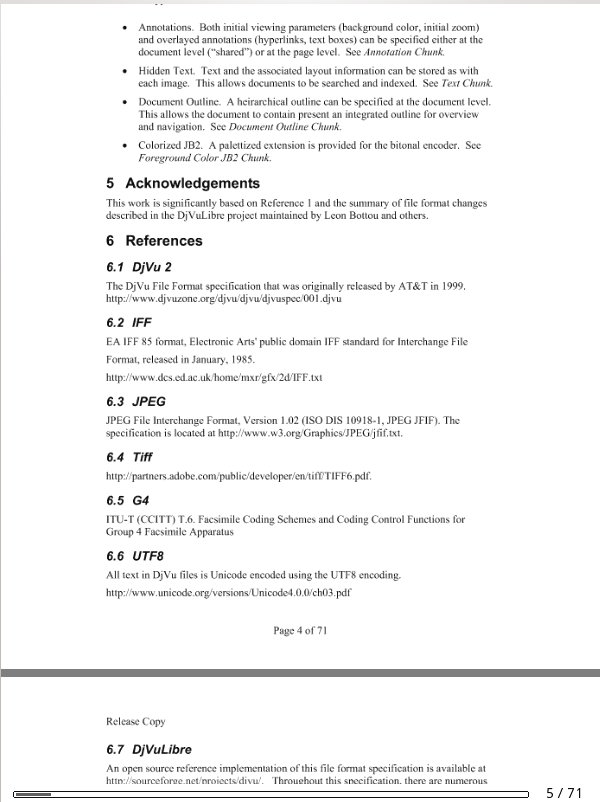 • Annotations. Both initial viewing parameters (background color, initial zoom)
and overlayed annotations (hyperlinks, text boxes) can be specified either at the
document level (“shared”) or at the page level. See Annotation Chunk.
• Hidden Text. Text and the associated layout information can be stored as with
each image. This allows documents to be searched and indexed. See Text Chunk.
• Document Outline. A heirarchical outline can be specified at the document level.
This allows the document to contain present an integrated outline for overview
and navigation. See Document Outline Chunk.
• Colorized JB2. A palettized extension is provided for the bitonal encoder. See
Foreground Color JB2 Chunk.
5 Acknowledgements
This work is significantly based on Reference 1 and the summary of file format changes
described in the DjVuLibre project maintained by Leon Bottou and others.
6 References
6.1 DjVu 2
The DjVu File Format specification that was originally released by AT&T in 1999.
http://www.djvuzone.org/djvu/djvu/djvuspec/001.djvu
6.2 IFF
EA IFF 85 format, Electronic Arts' public domain IFF standard for Interchange File
Format, released in January, 1985.
http://www.dcs.ed.ac.uk/home/mxr/gfx/2d/IFF.txt
6.3 JPEG
JPEG File Interchange Format, Version 1.02 (ISO DIS 10918-1, JPEG JFIF). The
specification is located at http://www.w3.org/Graphics/JPEG/jfif.txt.
6.4 Tiff
http://partners.adobe.com/public/developer/en/tiff/TIFF6.pdf.
6.5 G4
ITU-T (CCITT) T.6. Facsimile Coding Schemes and Coding Control Functions for
Group 4 Facsimile Apparatus
6.6 UTF8
All text in DjVu files is Unicode encoded using the UTF8 encoding.
http://www.unicode.org/versions/Unicode4.0.0/ch03.pdf
Page 4 of 71
Release Copy
6.7 DjVuLibre
An open source reference implementation of this file format specification is available at
http://sourceforge.net/projects/djvu/. Throughout this specification, there are numerous
5 / 71